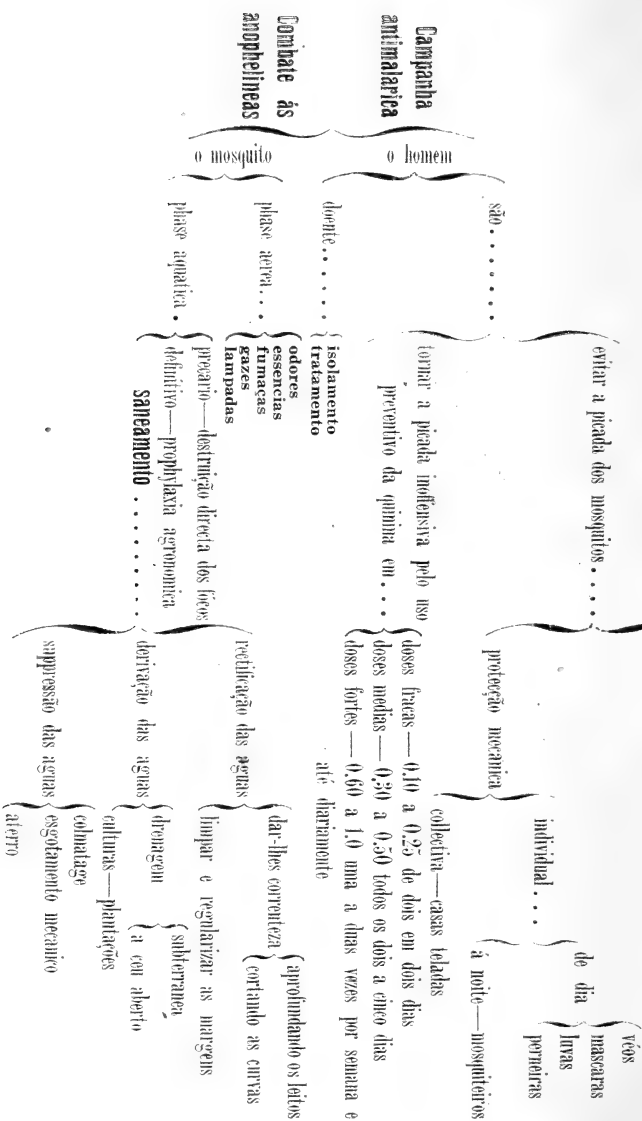 Campanha antimalarica
Combate ás anophelineas
o homem
são.......
evitar a picada dos mosquitos....
protecção mecanica
individual...
de dia
véos
mascaras
luvas
perneiras
á noite—mosquiteiros
collectiva—casas teladas
tornar a picada inoffensiva pelo uso
preventivo da quinina em...
doses fracas — 0,10 a 0.25 de dois em dois dias
doses medias — 0,30 a 0.50 todos os dois a cinco dias
doses fortes — 0,60 a 1.0 uma a duas vezes por semana e
até diariamente
doente......
isolamento
tratamento
o mosquito
phase aerea...
odores
essencias
fumaças
gazes
lampadas
phase aquatica.
precario—destruição directa dos fócos
definitivo—prophylaxia agronomica
saneamento.........
rectificação das aguas
dar-lhes correnteza
aprofundando os leitos
cortando as curvas
limpar e regularizar as margens
derivação das aguas
drenagem
subterranea
a ceu aberto
culturas—plantações
suppressão das aguas
colmatage
esgotamento mecanico
aterro